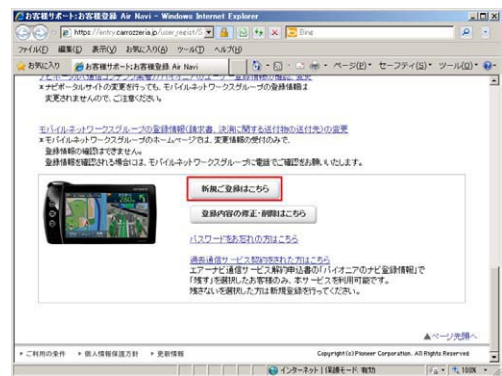 お客様サポート:お客様登録 Air Navi - Windows Internet Explorer
https://entry.carrozzeria.jp/user_regist/S
Bing
ファイル(F) 編集(E) 表示(V) お気に入り(A) ツール(T) ヘルプ(H)
お気に入り お客様サポート:お客様登録 Air Navi ページ(P) セーフティ(S) ツール(O)
*ナビポータルサイトの変更を行っても、モバイルネットワークスグループの登録情報は
変更されませんので、ご注意ください。
モバイルネットワークスグループの登録情報(請求書、決済に関する送付物の送付先)の変更
*モバイルネットワークスグループのホームページでは、変更情報の受付のみで、
登録情報の確認はできません。
登録情報を確認される場合には、モバイルネットワークスグループに電話でご確認をお願いいたします。
新規ご登録はこちら
登録内容の修正・削除はこちら
パスワードをお忘れの方はこちら
過去通信サービス契約をされた方はこちら
エアーナビ通信サービス解約申込書の「パイオニアのナビ登録情報」で
「残す」を選択したお客様のみ、本サービスを利用可能です。
残さないを選択した方は新規登録を行ってください。
▲ページ先頭へ
ご利用の条件 個人情報保護方針 更新情報 Copyright(c) Pioneer Corporation. All Rights Reserved
インターネット | 保護モード: 有効 100%